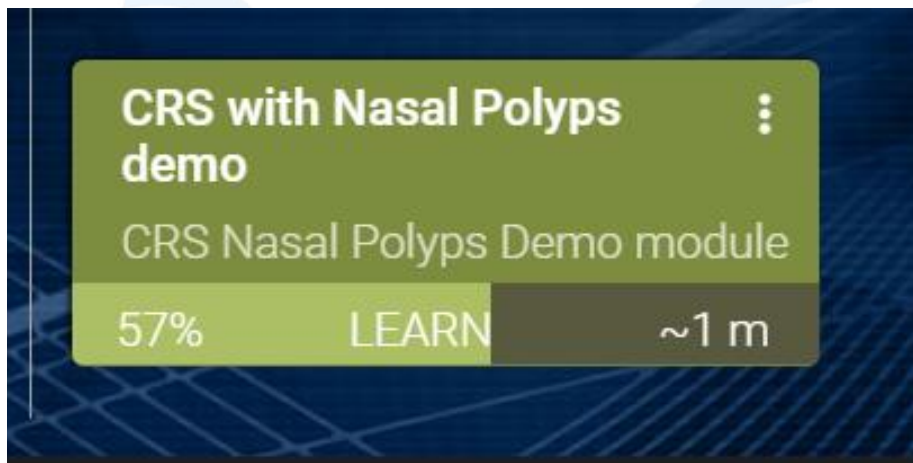 CRS with Nasal Polyps
demo
CRS Nasal Polyps Demo module
57% LEARN ~1 m